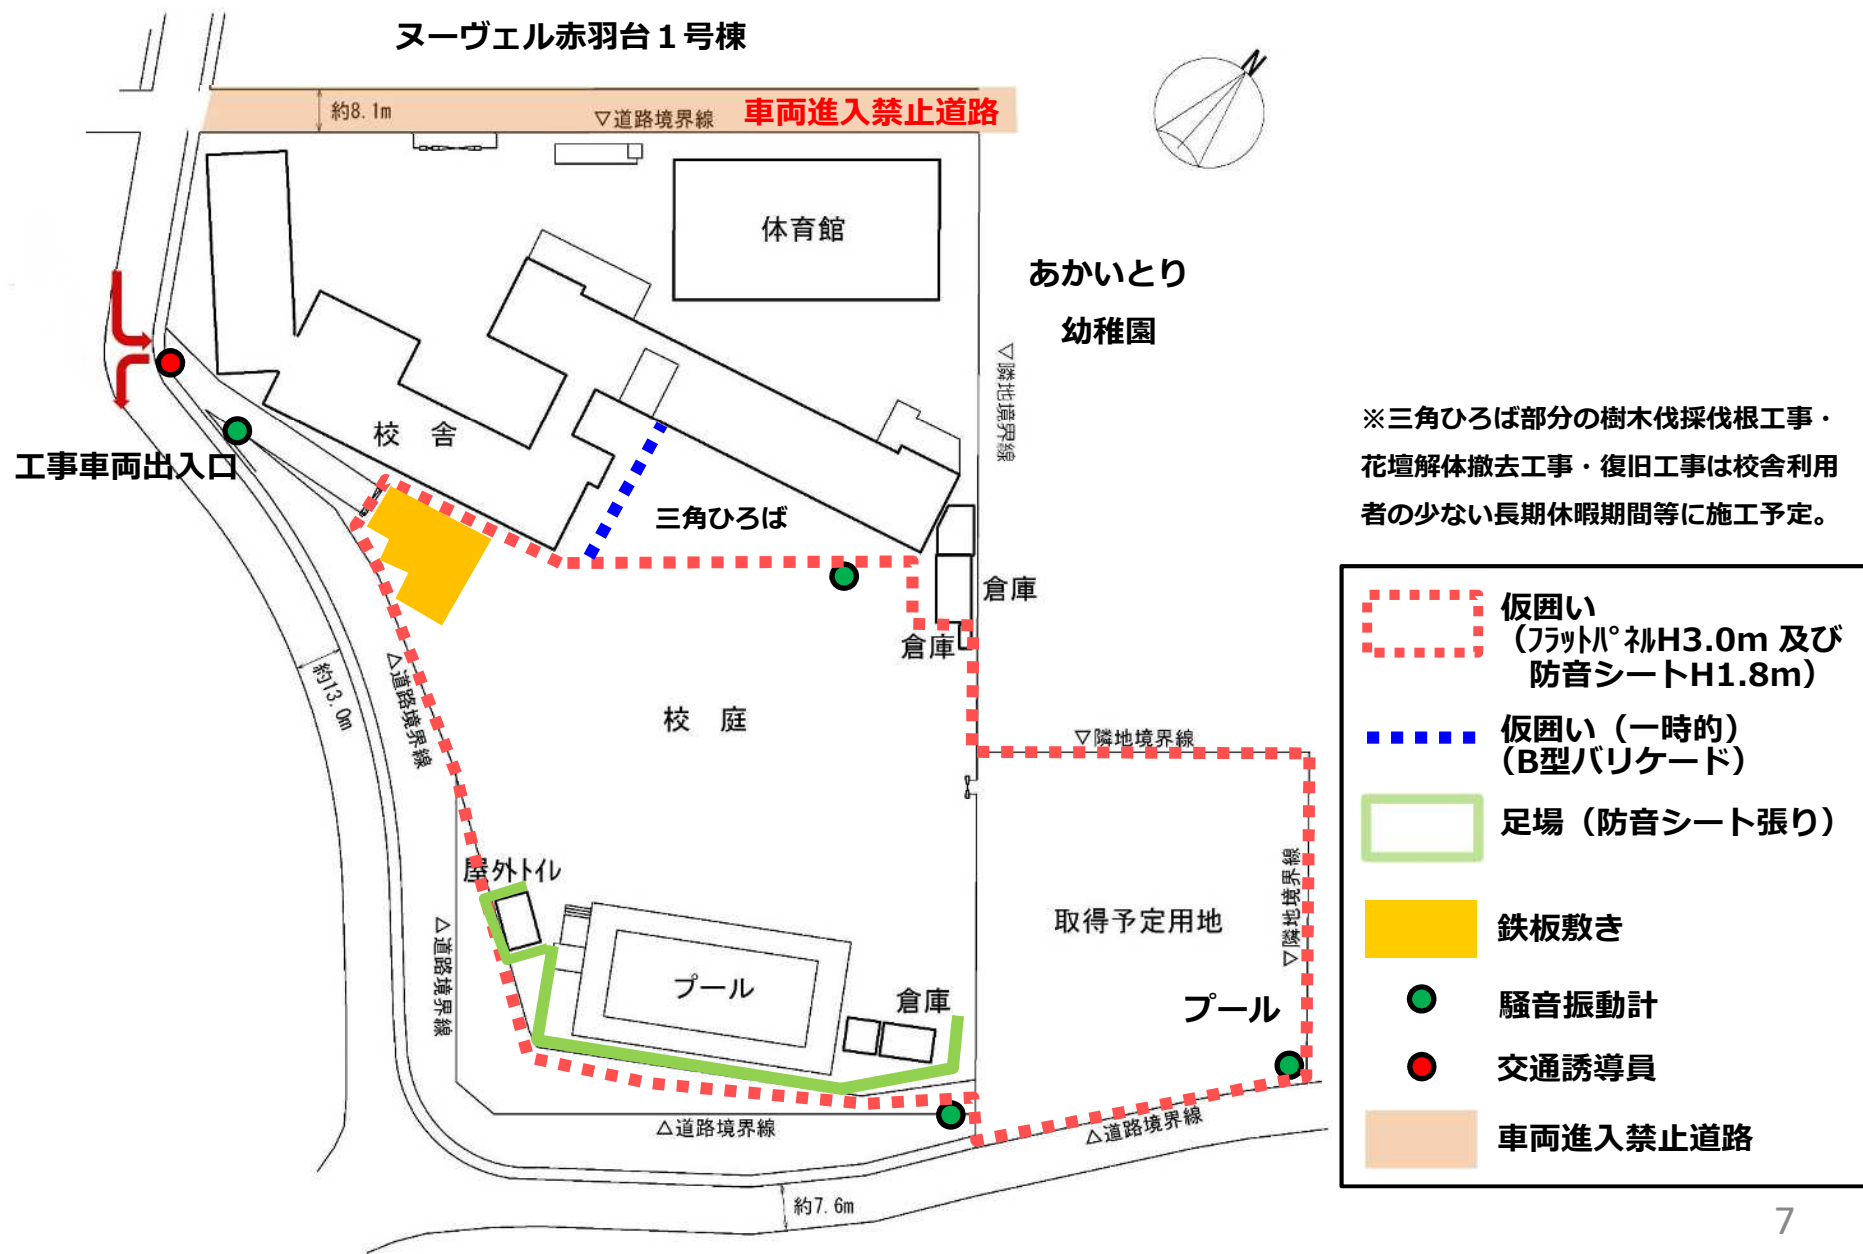 ヌーヴェル赤羽台１号棟
N
約8.1m
▽道路境界線
車両進入禁止道路
体育館
あかいとり
幼稚園
▽隣地境界線
校 舎
工事車両出入口
三角ひろば
※三角ひろば部分の樹木伐採伐根工事・
花壇解体撤去工事・復旧工事は校舎利用
者の少ない長期休暇期間等に施工予定。
倉庫
倉庫
仮囲い
（ﾌﾗｯﾄﾊﾟﾈﾙH3.0m 及び
防音シートH1.8m）
約13.0m
△道路境界線
校 庭
▽隣地境界線
仮囲い（一時的）
（B型バリケード）
足場（防音シート張り）
屋外ﾄｲﾚ
△道路境界線
プール
倉庫
取得予定用地
▽隣地境界線
プール
鉄板敷き
騒音振動計
交通誘導員
車両進入禁止道路
△道路境界線
△道路境界線
約7.6m
7